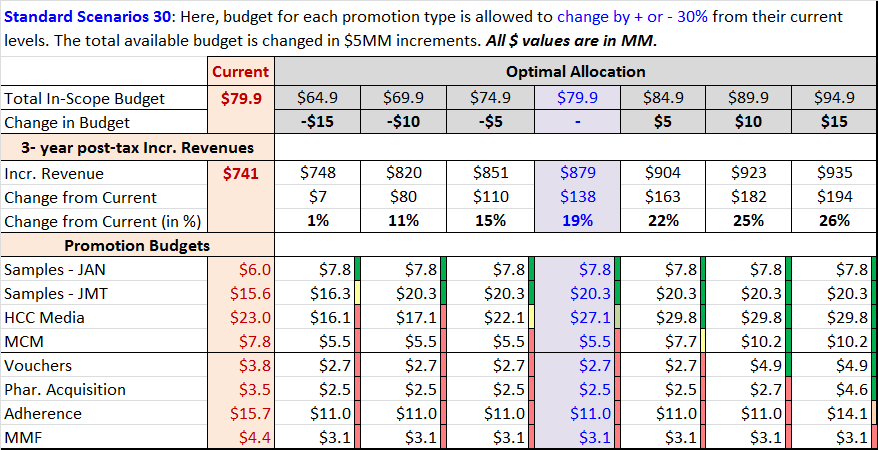 Standard Scenarios 30: Here, budget for each promotion type is allowed to change by + or - 30% from their current
levels. The total available budget is changed in $5MM increments. All $ values are in MM.
Current Optimal Allocation
Total In-Scope Budget $79.9 $64.9 $69.9 $74.9 $79.9 $84.9 $89.9 $94.9
Change in Budget -$15 -$10 -$5 - $5 $10 $15
3- year post-tax Incr. Revenues
Incr. Revenue $741 $748 $820 $851 $879 $904 $923 $935
Change from Current $7 $80 $110 $138 $163 $182 $194
Change from Current (in %) 1% 11% 15% 19% 22% 25% 26%
Promotion Budgets
Samples - JAN $6.0 $7.8 $7.8 $7.8 $7.8 $7.8 $7.8 $7.8
Samples - JMT $15.6 $16.3 $20.3 $20.3 $20.3 $20.3 $20.3 $20.3
HCC Media $23.0 $16.1 $17.1 $22.1 $27.1 $29.8 $29.8 $29.8
MCM $7.8 $5.5 $5.5 $5.5 $5.5 $7.7 $10.2 $10.2
Vouchers $3.8 $2.7 $2.7 $2.7 $2.7 $2.7 $4.9 $4.9
Phar. Acquisition $3.5 $2.5 $2.5 $2.5 $2.5 $2.5 $2.7 $4.6
Adherence $15.7 $11.0 $11.0 $11.0 $11.0 $11.0 $11.0 $14.1
MMF $4.4 $3.1 $3.1 $3.1 $3.1 $3.1 $3.1 $3.1